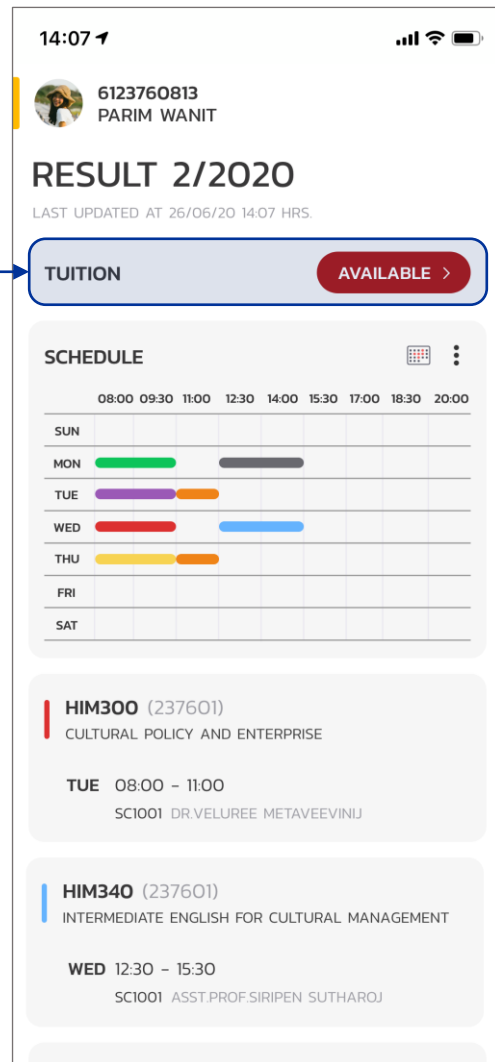 14:07
6123760813
PARIM WANIT
RESULT 2/2020
LAST UPDATED AT 26/06/20 14:07 HRS.
TUITION AVAILABLE >
SCHEDULE
08:00 09:30 11:00 12:30 14:00 15:30 17:00 18:30 20:00
SUN
MON
TUE
WED
THU
FRI
SAT
HIM300 (237601)
CULTURAL POLICY AND ENTERPRISE
TUE 08:00 - 11:00
SC1001 DR.VELUREE METAVEEVINIJ
HIM340 (237601)
INTERMEDIATE ENGLISH FOR CULTURAL MANAGEMENT
WED 12:30 - 15:30
SC1001 ASST.PROF.SIRIPEN SUTHAROJ